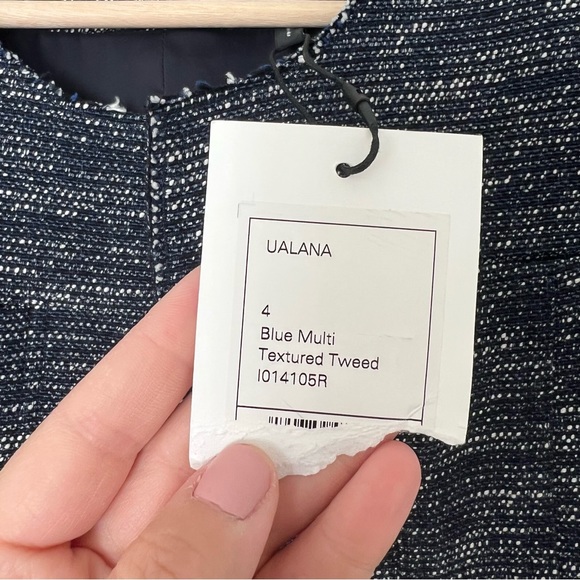 UALANA
4
Blue Multi
Textured Tweed
I014105R